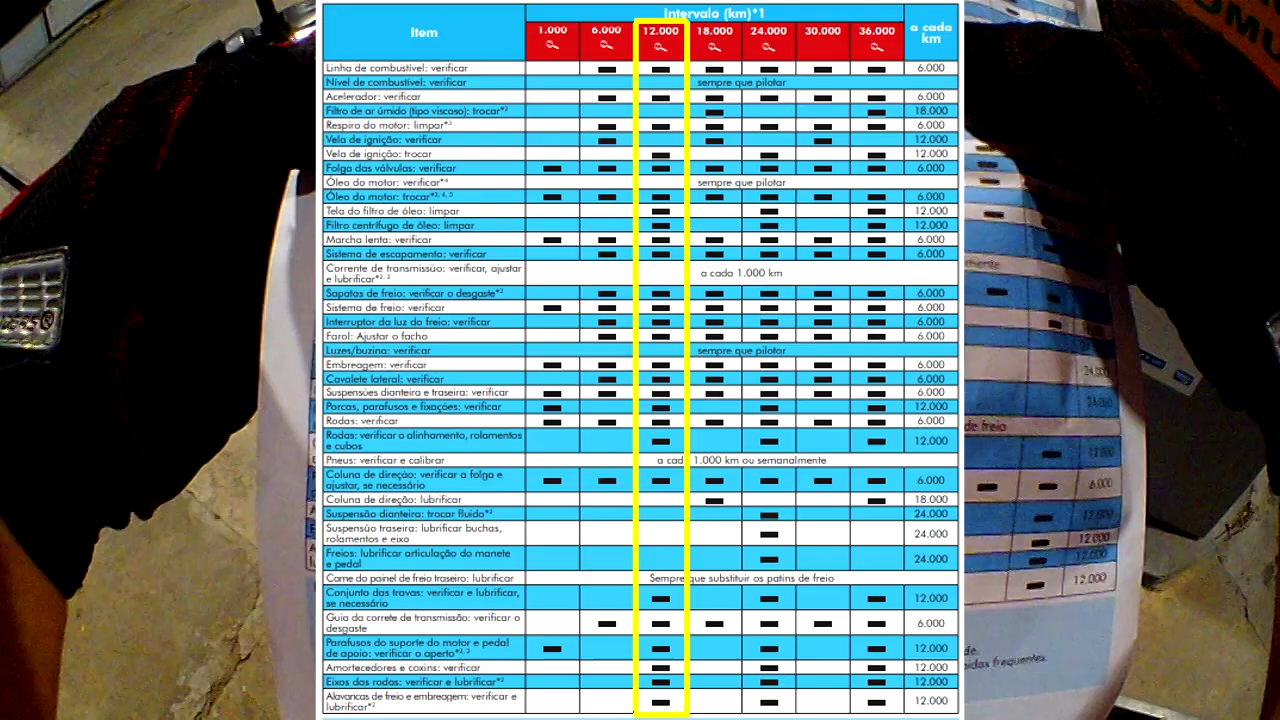 Intervalo (km)*1
Item 1.000 6.000 12.000 18.000 24.000 30.000 36.000 a cada km
Linha de combustível: verificar 6.000
Nível de combustível: verificar sempre que pilotar
Acelerador: verificar 6.000
Filtro de ar úmido (tipo viscoso): trocar*2 18.000
Respiro do motor: limpar*3 6.000
Vela de ignição: verificar 12.000
Vela de ignição: trocar 12.000
Folga das válvulas: verificar 6.000
Óleo do motor: verificar*4 sempre que pilotar
Óleo do motor: trocar 6.000
Tela do filtro de óleo: limpar 12.000
Filtro centrífugo de óleo: limpar 12.000
Marcha lenta: verificar 6.000
Sistema de escapamento: verificar 6.000
Corrente de transmissão: verificar, ajustar
e lubrificar a cada 1.000 km
Sapatas de freio: verificar o desgaste*2 6.000
Sistema de freio: verificar 6.000
Interruptor da luz do freio: verificar 6.000
Farol: Ajustar o facho 6.000
Luzes/buzina: verificar sempre que pilotar
Embreagem: verificar 6.000
Cavalete lateral: verificar 6.000
Suspensões dianteira e traseira: verificar 6.000
Porcas, parafusos e fixações: verificar 12.000
Rodas: verificar 6.000
Rodas: verificar o alinhamento, rolamentos
e cubos 12.000
Pneus: verificar e calibrar a cada 1.000 km ou semanalmente
Coluna de direção: verificar a folga e
ajustar, se necessário 6.000
Coluna de direção: lubrificar 18.000
Suspensão dianteira: trocar fluido*2 24.000
Suspensão traseira: lubrificar buchas,
rolamentos e eixo 24.000
Freios: lubrificar articulação do manete
e pedal 24.000
Came do painel de freio traseiro: lubrificar Sempre que substituir os patins de freio
Conjunto das travas: verificar e lubrificar,
se necessário 12.000
Guia da correte de transmissão: verificar o
desgaste 6.000
Parafusos do suporte do motor e pedal
de apoio: verificar o aperto 12.000
Amortecedores e coxins: verificar 12.000
Eixos das rodas: verificar e lubrificar*2 12.000
Alavancas de freio e embreagem: verificar e
lubrificar*2 12.000
24.000
de freio
6.000
12.000
12.000
12.000
de.
frequentes.